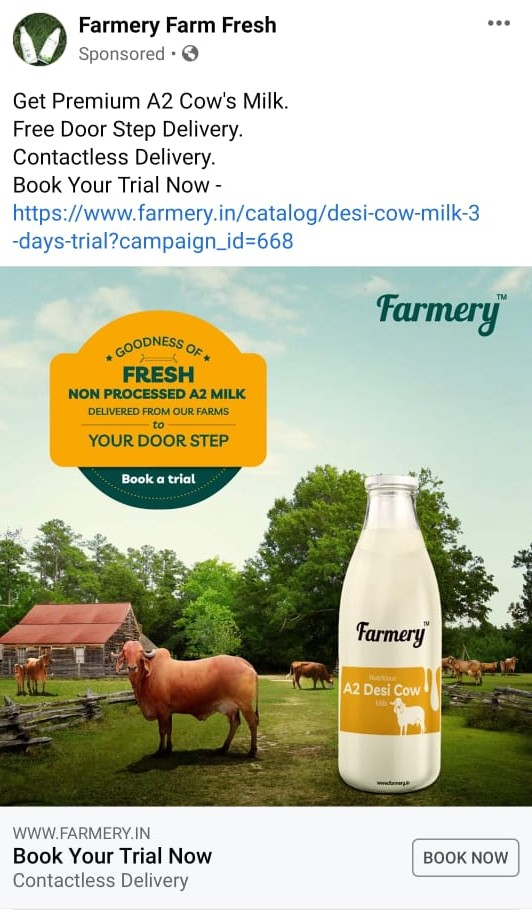 Farmery Farm Fresh
Sponsored ·
Get Premium A2 Cow's Milk.
Free Door Step Delivery.
Contactless Delivery.
Book Your Trial Now -
https://www.farmery.in/catalog/desi-cow-milk-3
-days-trial?campaign_id=668
Farmery™
GOODNESS OF
FRESH
NON PROCESSED A2 MILK
DELIVERED FROM OUR FARMS
to
YOUR DOOR STEP
Book a trial
Farmery™
Nutritious
A2 Desi Cow
Milk
www.farmery.in
WWW.FARMERY.IN
Book Your Trial Now
Contactless Delivery
BOOK NOW